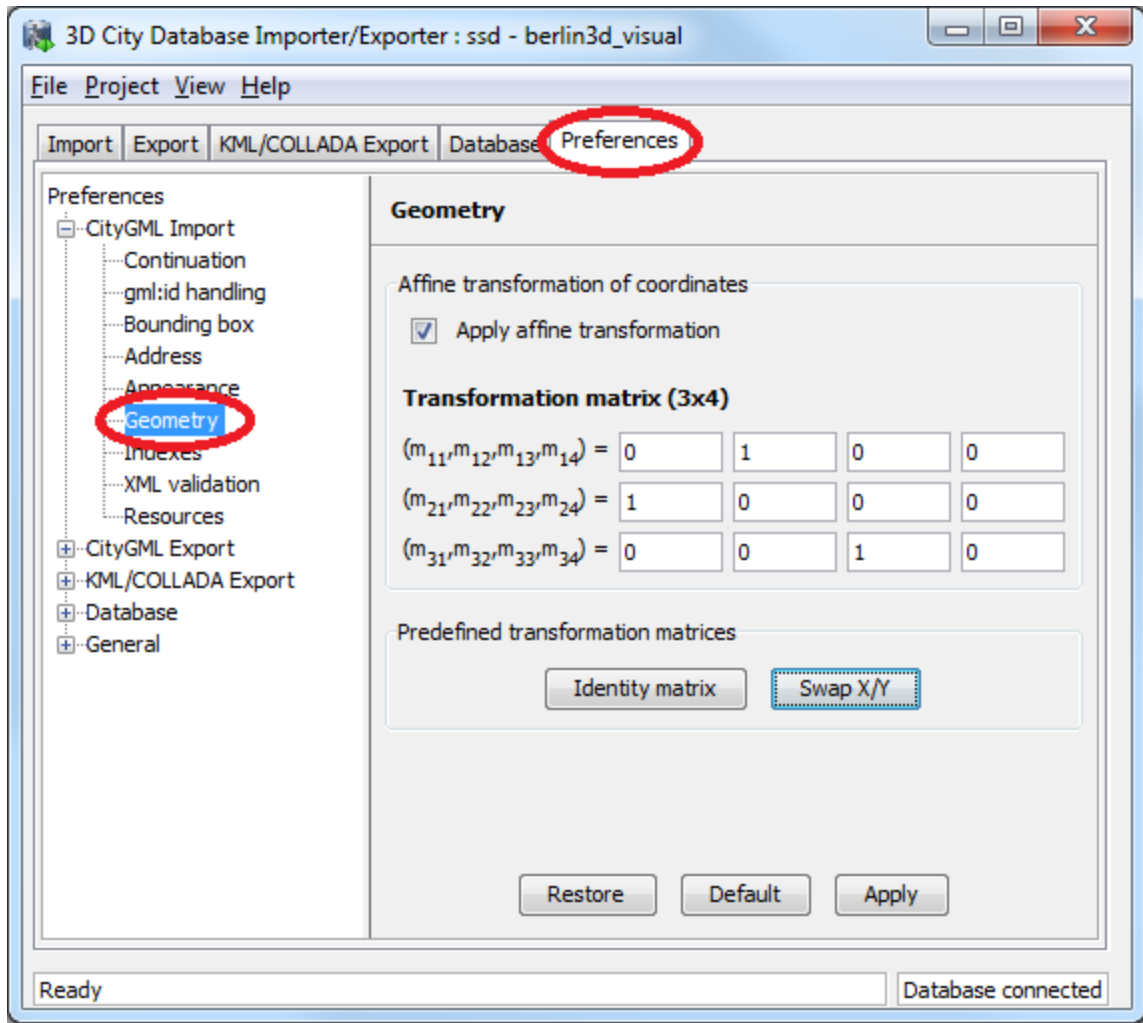 3D City Database Importer/Exporter : ssd - berlin3d_visual
File Project View Help
Import Export KML/COLLADA Export Database Preferences
Preferences
CityGML Import
Continuation
gml:id handling
Bounding box
Address
Appearance
Geometry
Indexes
XML validation
Resources
CityGML Export
KML/COLLADA Export
Database
General
Geometry
Affine transformation of coordinates
Apply affine transformation
Transformation matrix (3x4)
(m11,m12,m13,m14) = 0 1 0 0
(m21,m22,m23,m24) = 1 0 0 0
(m31,m32,m33,m34) = 0 0 1 0
Predefined transformation matrices
Identity matrix Swap X/Y
Restore Default Apply
Ready Database connected